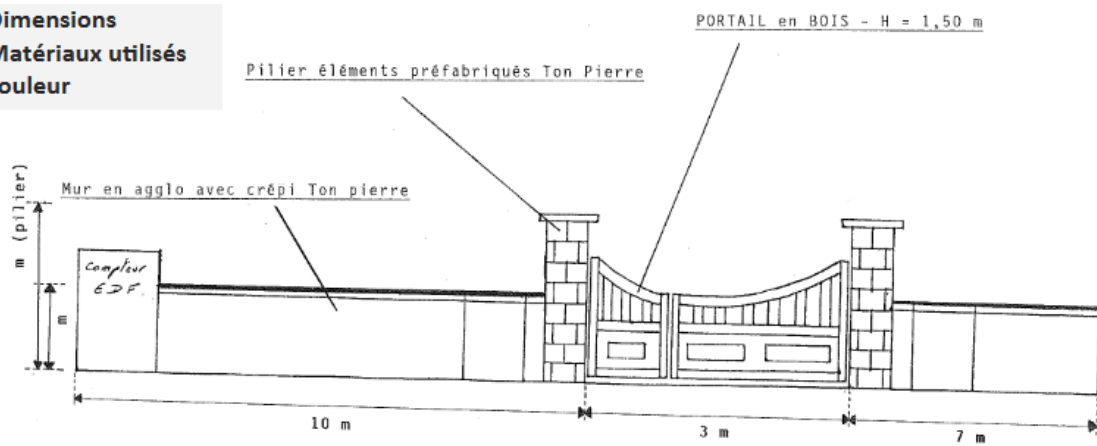 Dimensions
Matériaux utilisés
ouleur
PORTAIL en BOIS - H = 1,50 m
Pilier éléments préfabriqués Ton Pierre
Mur en agglo avec crépi Ton pierre
m (pilier)
m
Compteur
EDF.
10 m
3 m
7 m